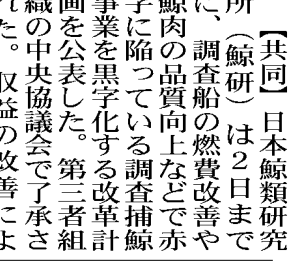 【共同】日本鯨類研究
所（鯨研）は2日まで
に、調査船の燃費改善や
鯨肉の品質向上などで赤
字に陥っている調査捕鯨
事業を黒字化する改革計
画を公表した。第三者組
織の中央協議会で了承さ
れた。収益の改善によ